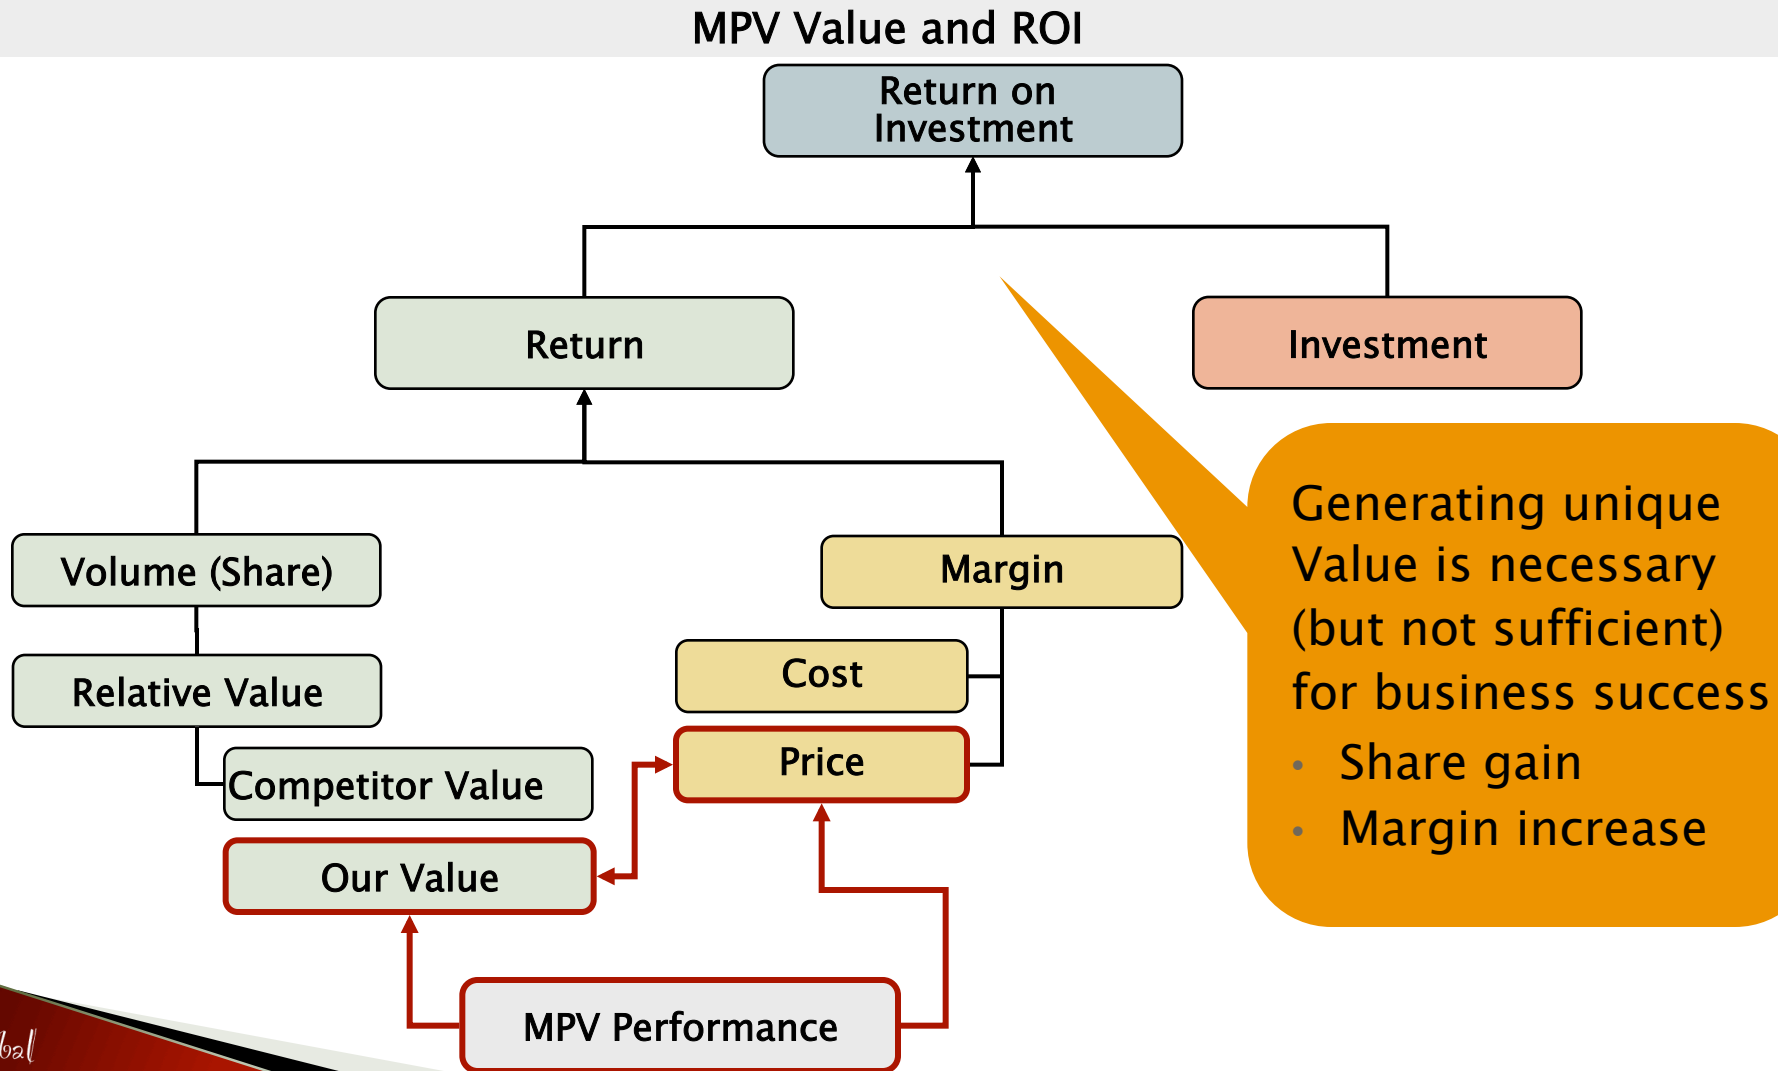 MPV Value and ROI
Return on
Investment
Return
Investment
Volume (Share)
Margin
Relative Value
Cost
Price
Competitor Value
Our Value
MPV Performance
Generating unique
Value is necessary
(but not sufficient)
for business success
• Share gain
• Margin increase